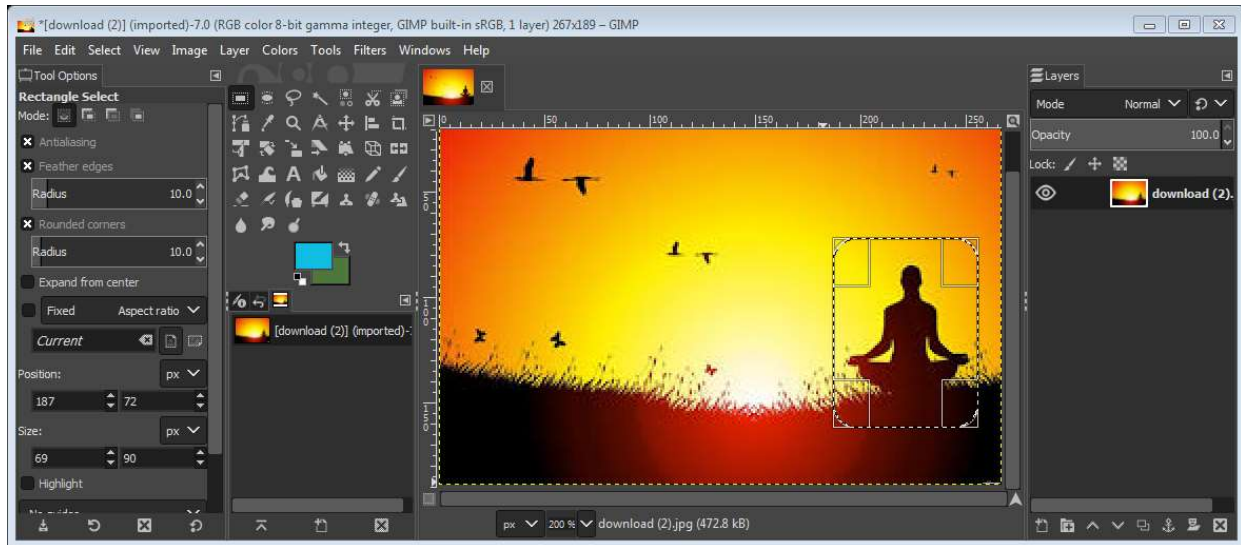 *[download (2)] (imported)-7.0 (RGB color 8-bit gamma integer, GIMP built-in sRGB, 1 layer) 267x189 – GIMP
File Edit Select View Image Layer Colors Tools Filters Windows Help
Tool Options
Rectangle Select
Mode:
Antialiasing
Feather edges
Radius 10.0
Rounded corners
Radius 10.0
Expand from center
Fixed Aspect ratio
Current
Position: px
187 72
Size: px
69 90
Highlight
[download (2)] (imported)-
0 50 100 150 200 250
50
100
150
px 200 % download (2).jpg (472.8 kB)
Layers
Mode Normal
Opacity 100.0
Lock:
download (2).